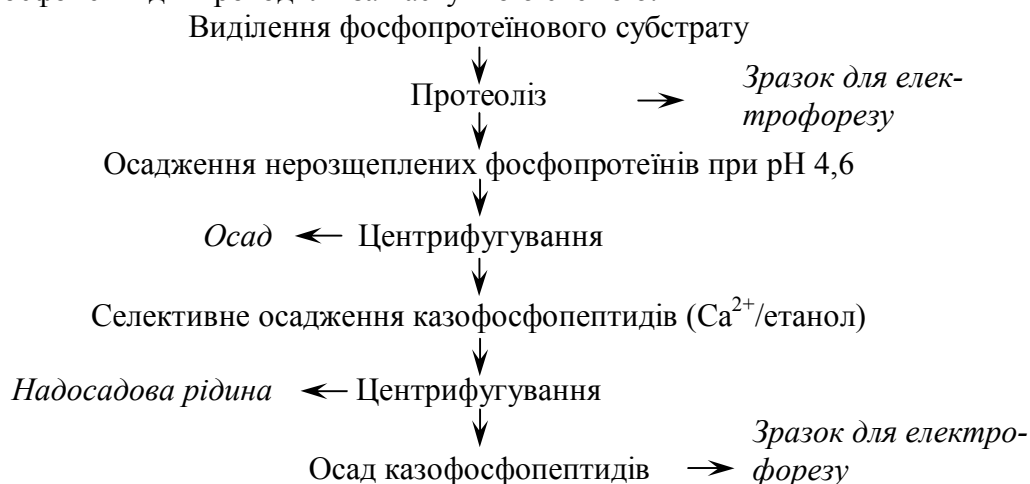 Виділення фосфопротеїнового субстрату
Протеоліз
Зразок для елек-
трофорезу
Осадження нерозщеплених фосфопротеїнів при рН 4,6
Осад
Центрифугування
Селективне осадження казофосфопептидів (Ca²⁺/етанол)
Надосадова рідина
Центрифугування
Осад казофосфопептидів
Зразок для електро-
форезу